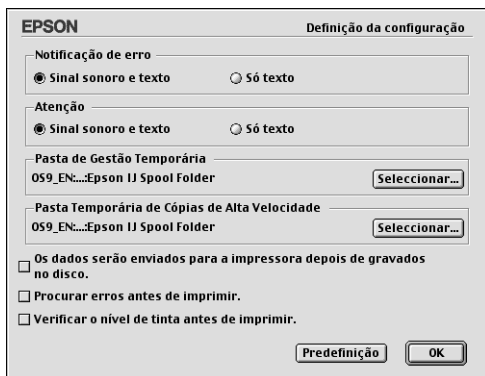 EPSON Definição da configuração
Notificação de erro
Sinal sonoro e texto Só texto
Atenção
Sinal sonoro e texto Só texto
Pasta de Gestão Temporária
OS9_EN:...:Epson IJ Spool Folder Seleccionar...
Pasta Temporária de Cópias de Alta Velocidade
OS9_EN:...:Epson IJ Spool Folder Seleccionar...
Os dados serão enviados para a impressora depois de gravados
no disco.
Procurar erros antes de imprimir.
Verificar o nível de tinta antes de imprimir.
Predefinição OK